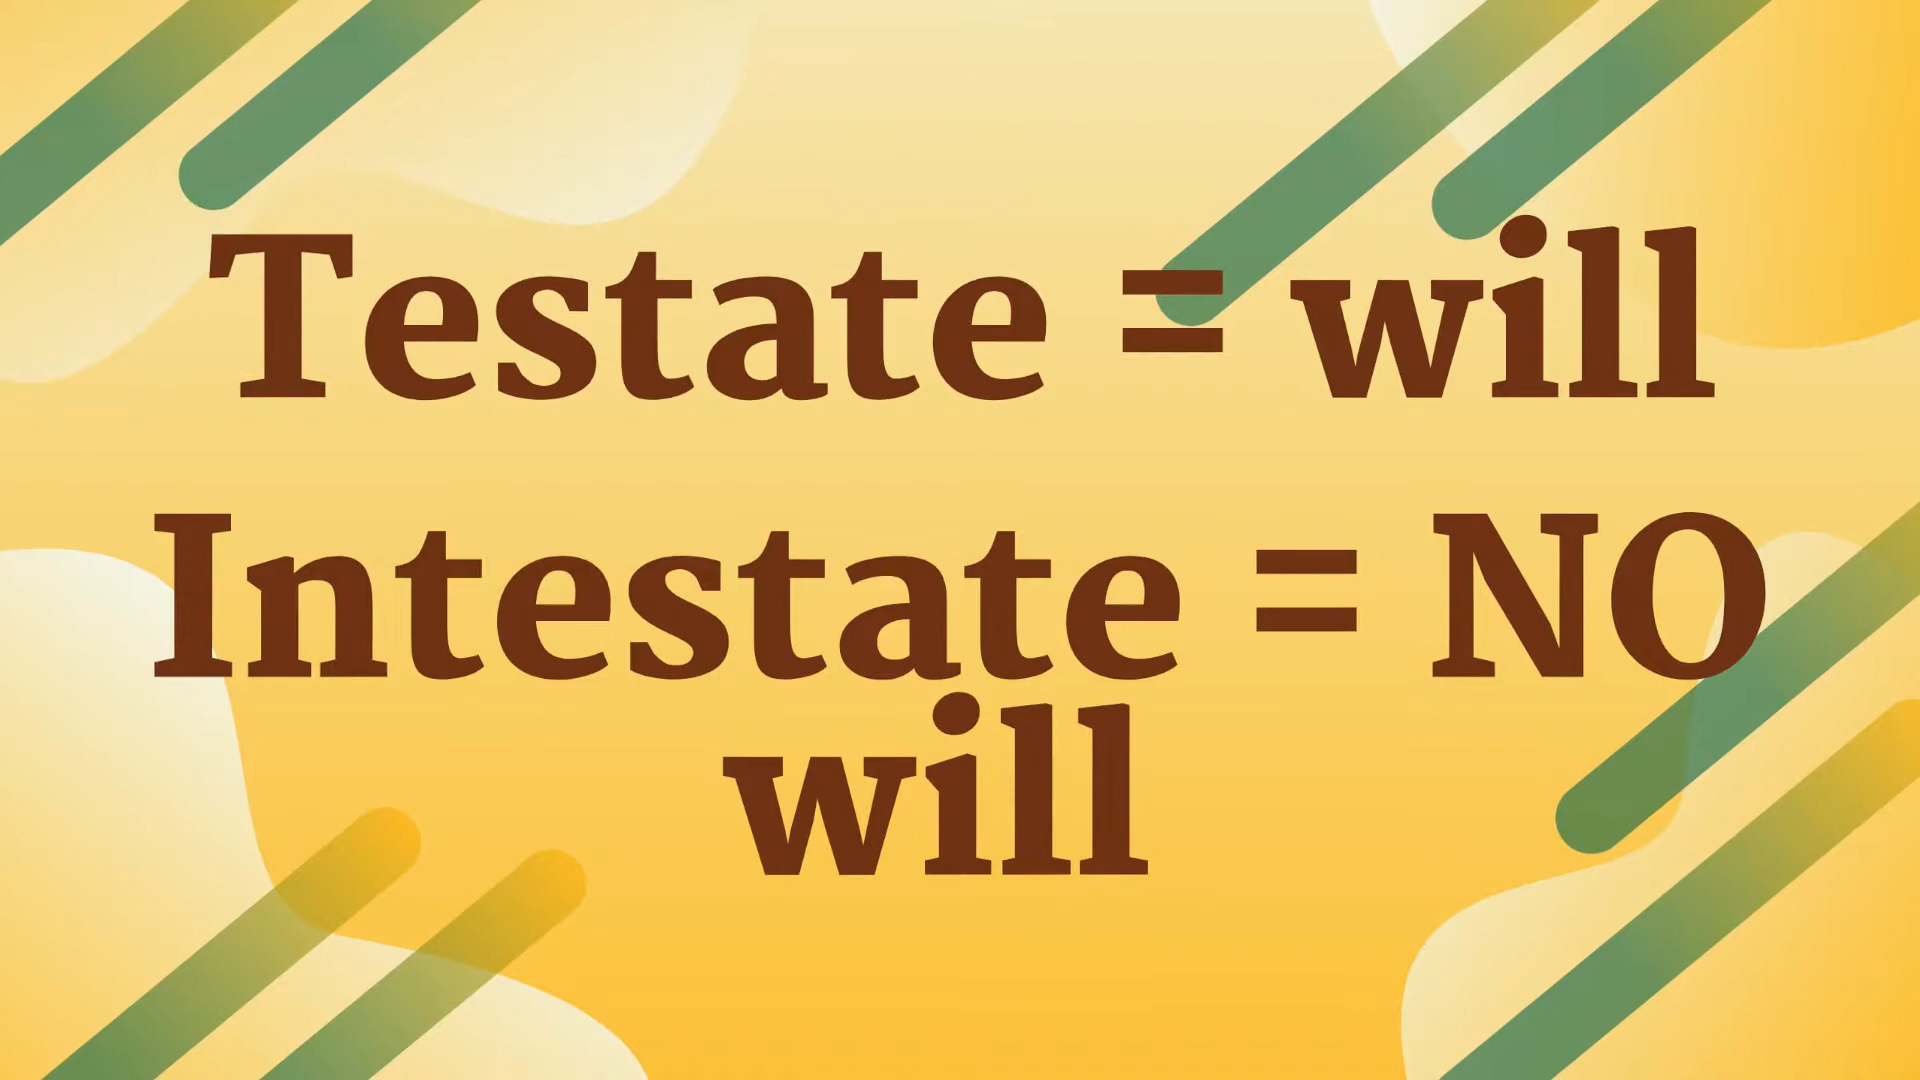 Testate = will
Intestate = NO
will